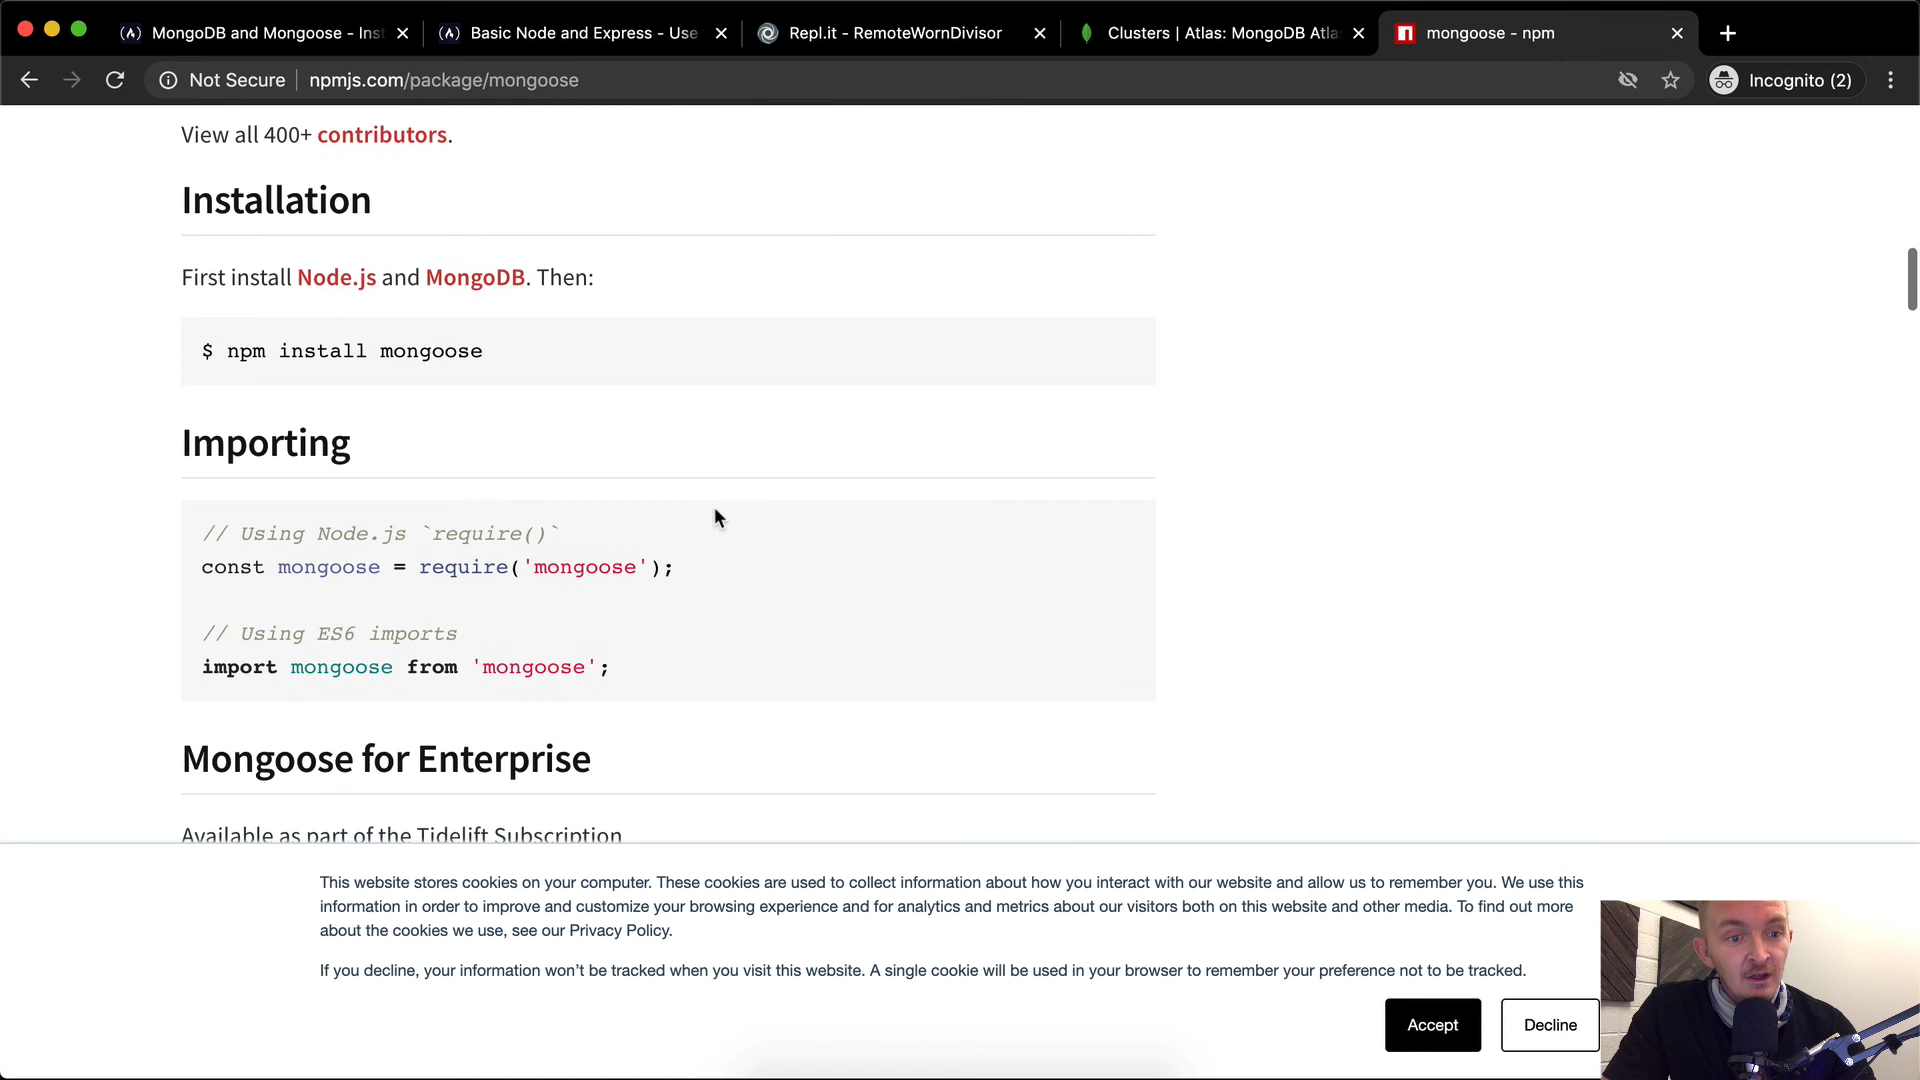 MongoDB and Mongoose - Inst
Basic Node and Express - Use
Repl.it - RemoteWornDivisor
Clusters | Atlas: MongoDB Atla
mongoose - npm
Not Secure
npmjs.com/package/mongoose
Incognito (2)
View all 400+ contributors.
Installation
First install Node.js and MongoDB. Then:
$ npm install mongoose
Importing
// Using Node.js `require()`
const mongoose = require('mongoose');
// Using ES6 imports
import mongoose from 'mongoose';
Mongoose for Enterprise
Available as part of the Tidelift Subscription
This website stores cookies on your computer. These cookies are used to collect information about how you interact with our website and allow us to remember you. We use this
information in order to improve and customize your browsing experience and for analytics and metrics about our visitors both on this website and other media. To find out more
about the cookies we use, see our Privacy Policy.
If you decline, your information won't be tracked when you visit this website. A single cookie will be used in your browser to remember your preference not to be tracked.
Accept
Decline